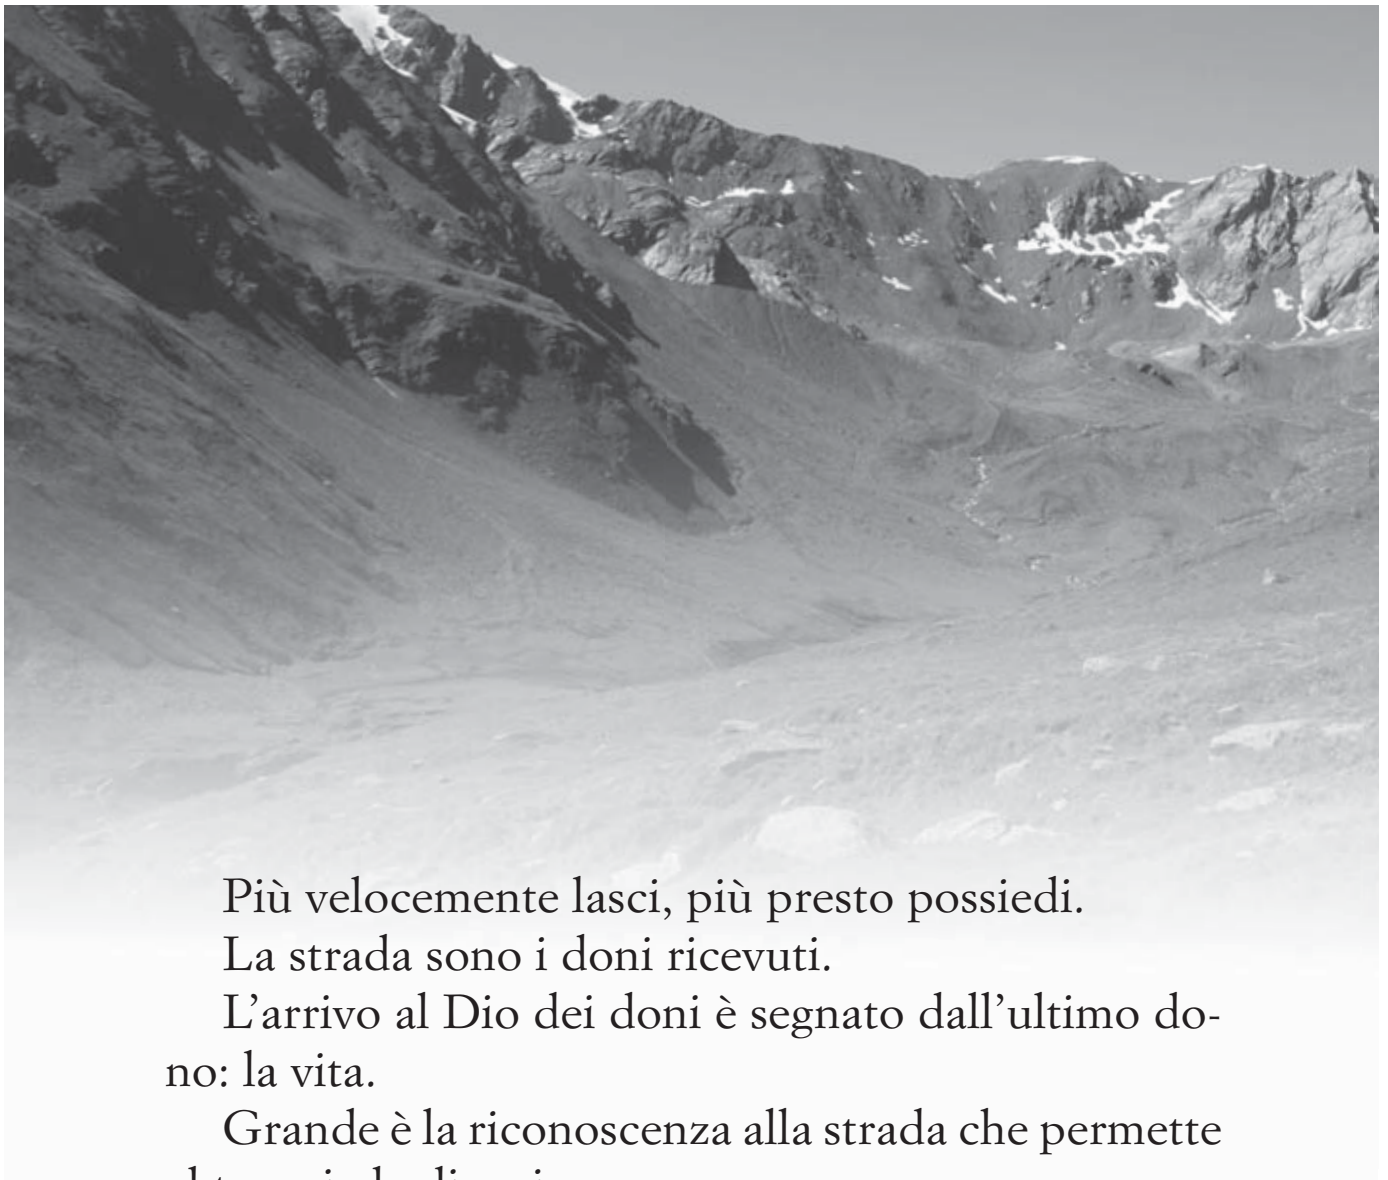 Più velocemente lasci, più presto possiedi.
La strada sono i doni ricevuti.
L’arrivo al Dio dei doni è segnato dall’ultimo do-
no: la vita.
Grande è la riconoscenza alla strada che permette